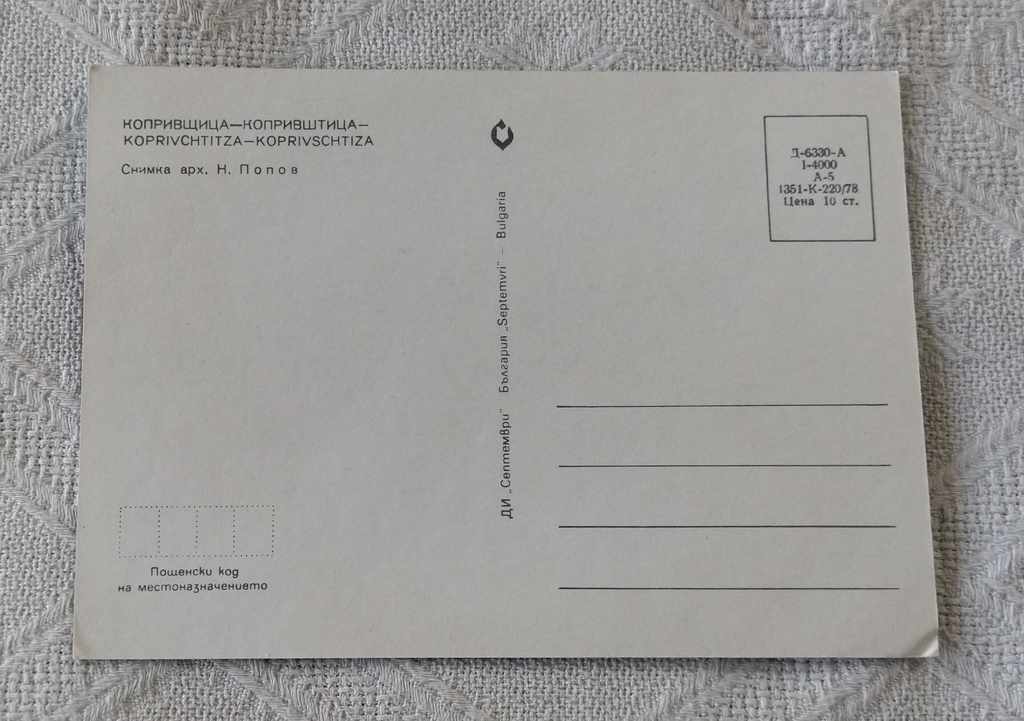 КОПРИВЩИЦА—КОПРИВШТИЦА—
KOPRIVCHTITZA—KOPRIVSCHTIZA
Снимка арх. Н. Попов
ДИ „Септември" България „Septemvri" – Bulgaria
Д-6330-А
1-4000
А-5
1351-К-220/78
Цена 10 ст.
Пощенски код
на местоназначението